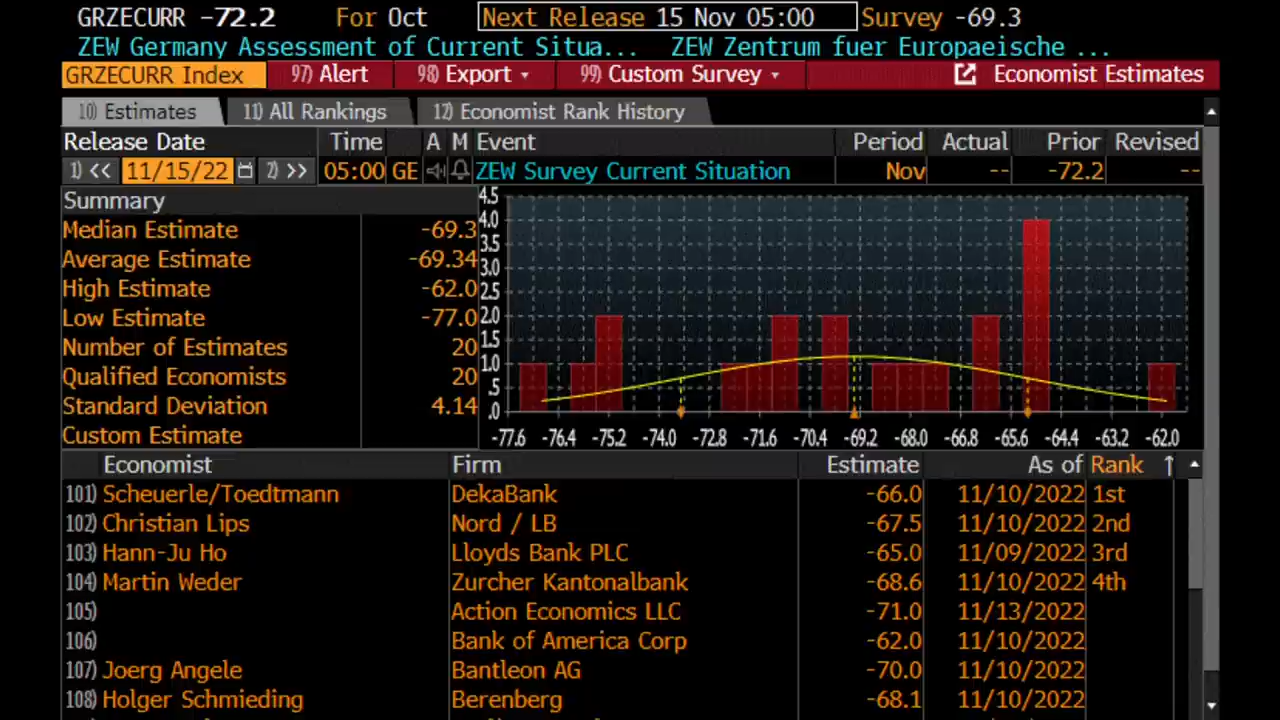 GRZECURR -72.2 For Oct Next Release 15 Nov 05:00 Survey -69.3
ZEW Germany Assessment of Current Situa... ZEW Zentrum fuer Europaeische ...
GRZECURR Index 97) Alert 98) Export 99) Custom Survey Economist Estimates
10) Estimates 11) All Rankings 12) Economist Rank History
Release Date Time A M Event Period Actual Prior Revised
1) << 11/15/22 2) >> 05:00 GE ZEW Survey Current Situation Nov -- -72.2 --
Summary
Median Estimate -69.3
Average Estimate -69.34
High Estimate -62.0
Low Estimate -77.0
Number of Estimates 20
Qualified Economists 20
Standard Deviation 4.14
Custom Estimate
4.5
4.0
3.5
3.0
2.5
2.0
1.5
1.0
.5
.0
-77.6 -76.4 -75.2 -74.0 -72.8 -71.6 -70.4 -69.2 -68.0 -66.8 -65.6 -64.4 -63.2 -62.0
Economist Firm Estimate As of Rank ↑
101) Scheuerle/Toedtmann DekaBank -66.0 11/10/2022 1st
102) Christian Lips Nord / LB -67.5 11/10/2022 2nd
103) Hann-Ju Ho Lloyds Bank PLC -65.0 11/09/2022 3rd
104) Martin Weder Zurcher Kantonalbank -68.6 11/10/2022 4th
105) Action Economics LLC -71.0 11/13/2022
106) Bank of America Corp -62.0 11/10/2022
107) Joerg Angele Bantleon AG -70.0 11/10/2022
108) Holger Schmieding Berenberg -68.1 11/10/2022